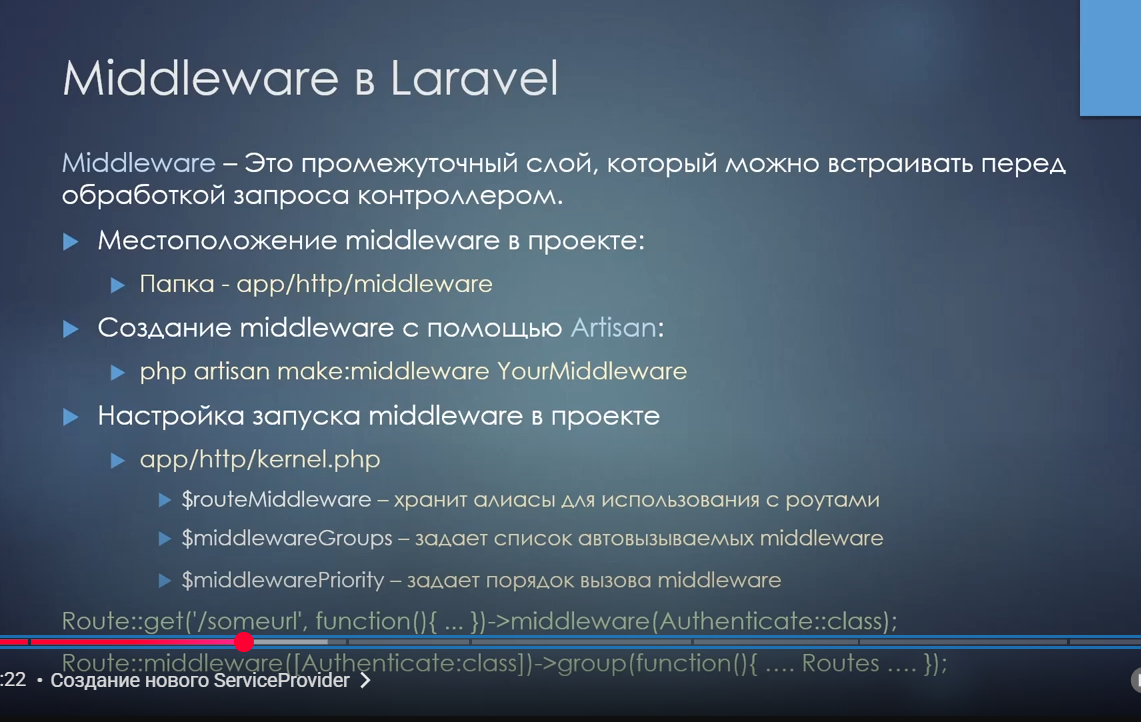 Middleware в Laravel
Middleware – Это промежуточный слой, который можно встраивать перед
обработкой запроса контроллером.
Местоположение middleware в проекте:
Папка - app/http/middleware
Создание middleware с помощью Artisan:
php artisan make:middleware YourMiddleware
Настройка запуска middleware в проекте
app/http/kernel.php
$routeMiddleware – хранит алиасы для использования с роутами
$middlewareGroups – задает список автовызываемых middleware
$middlewarePriority – задает порядок вызова middleware
Route::get('/someurl', function(){ ... })->middleware(Authenticate::class);
Route::middleware([Authenticate:class])->group(function(){ .... Routes .... });
:22 • Создание нового ServiceProvider